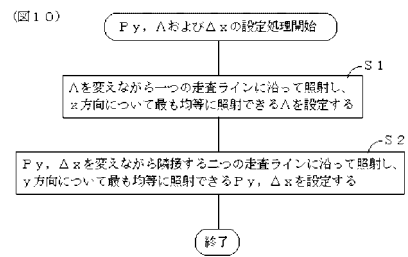 (図10)
Py,ΛおよびΔxの設定処理開始
S1
Λを変えながら一つの走査ラインに沿って照射し、
x方向について最も均等に照射できるΛを設定する
S2
Py,Δxを変えながら隣接する二つの走査ラインに沿って照射し、
y方向について最も均等に照射できるPy,Δxを設定する
終了